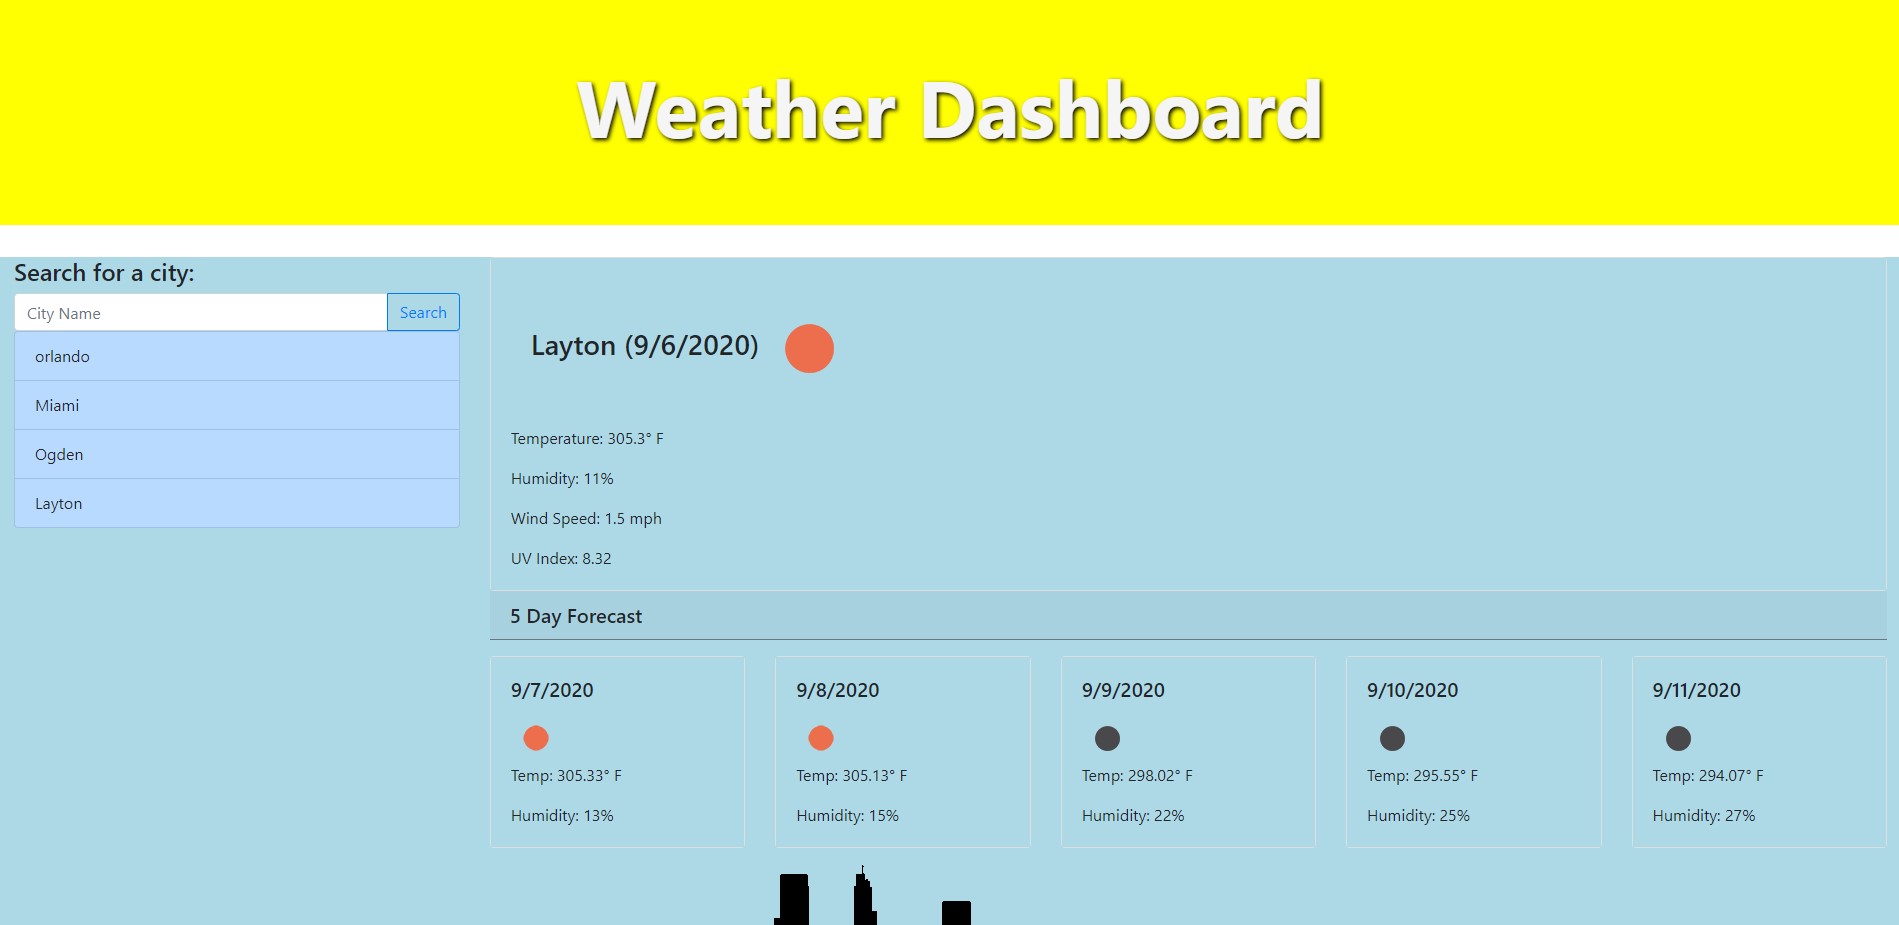 Weather Dashboard
Search for a city:
City Name
Search
orlando
Miami
Ogden
Layton
Layton (9/6/2020)
Temperature: 305.3° F
Humidity: 11%
Wind Speed: 1.5 mph
UV Index: 8.32
5 Day Forecast
9/7/2020
Temp: 305.33° F
Humidity: 13%
9/8/2020
Temp: 305.13° F
Humidity: 15%
9/9/2020
Temp: 298.02° F
Humidity: 22%
9/10/2020
Temp: 295.55° F
Humidity: 25%
9/11/2020
Temp: 294.07° F
Humidity: 27%